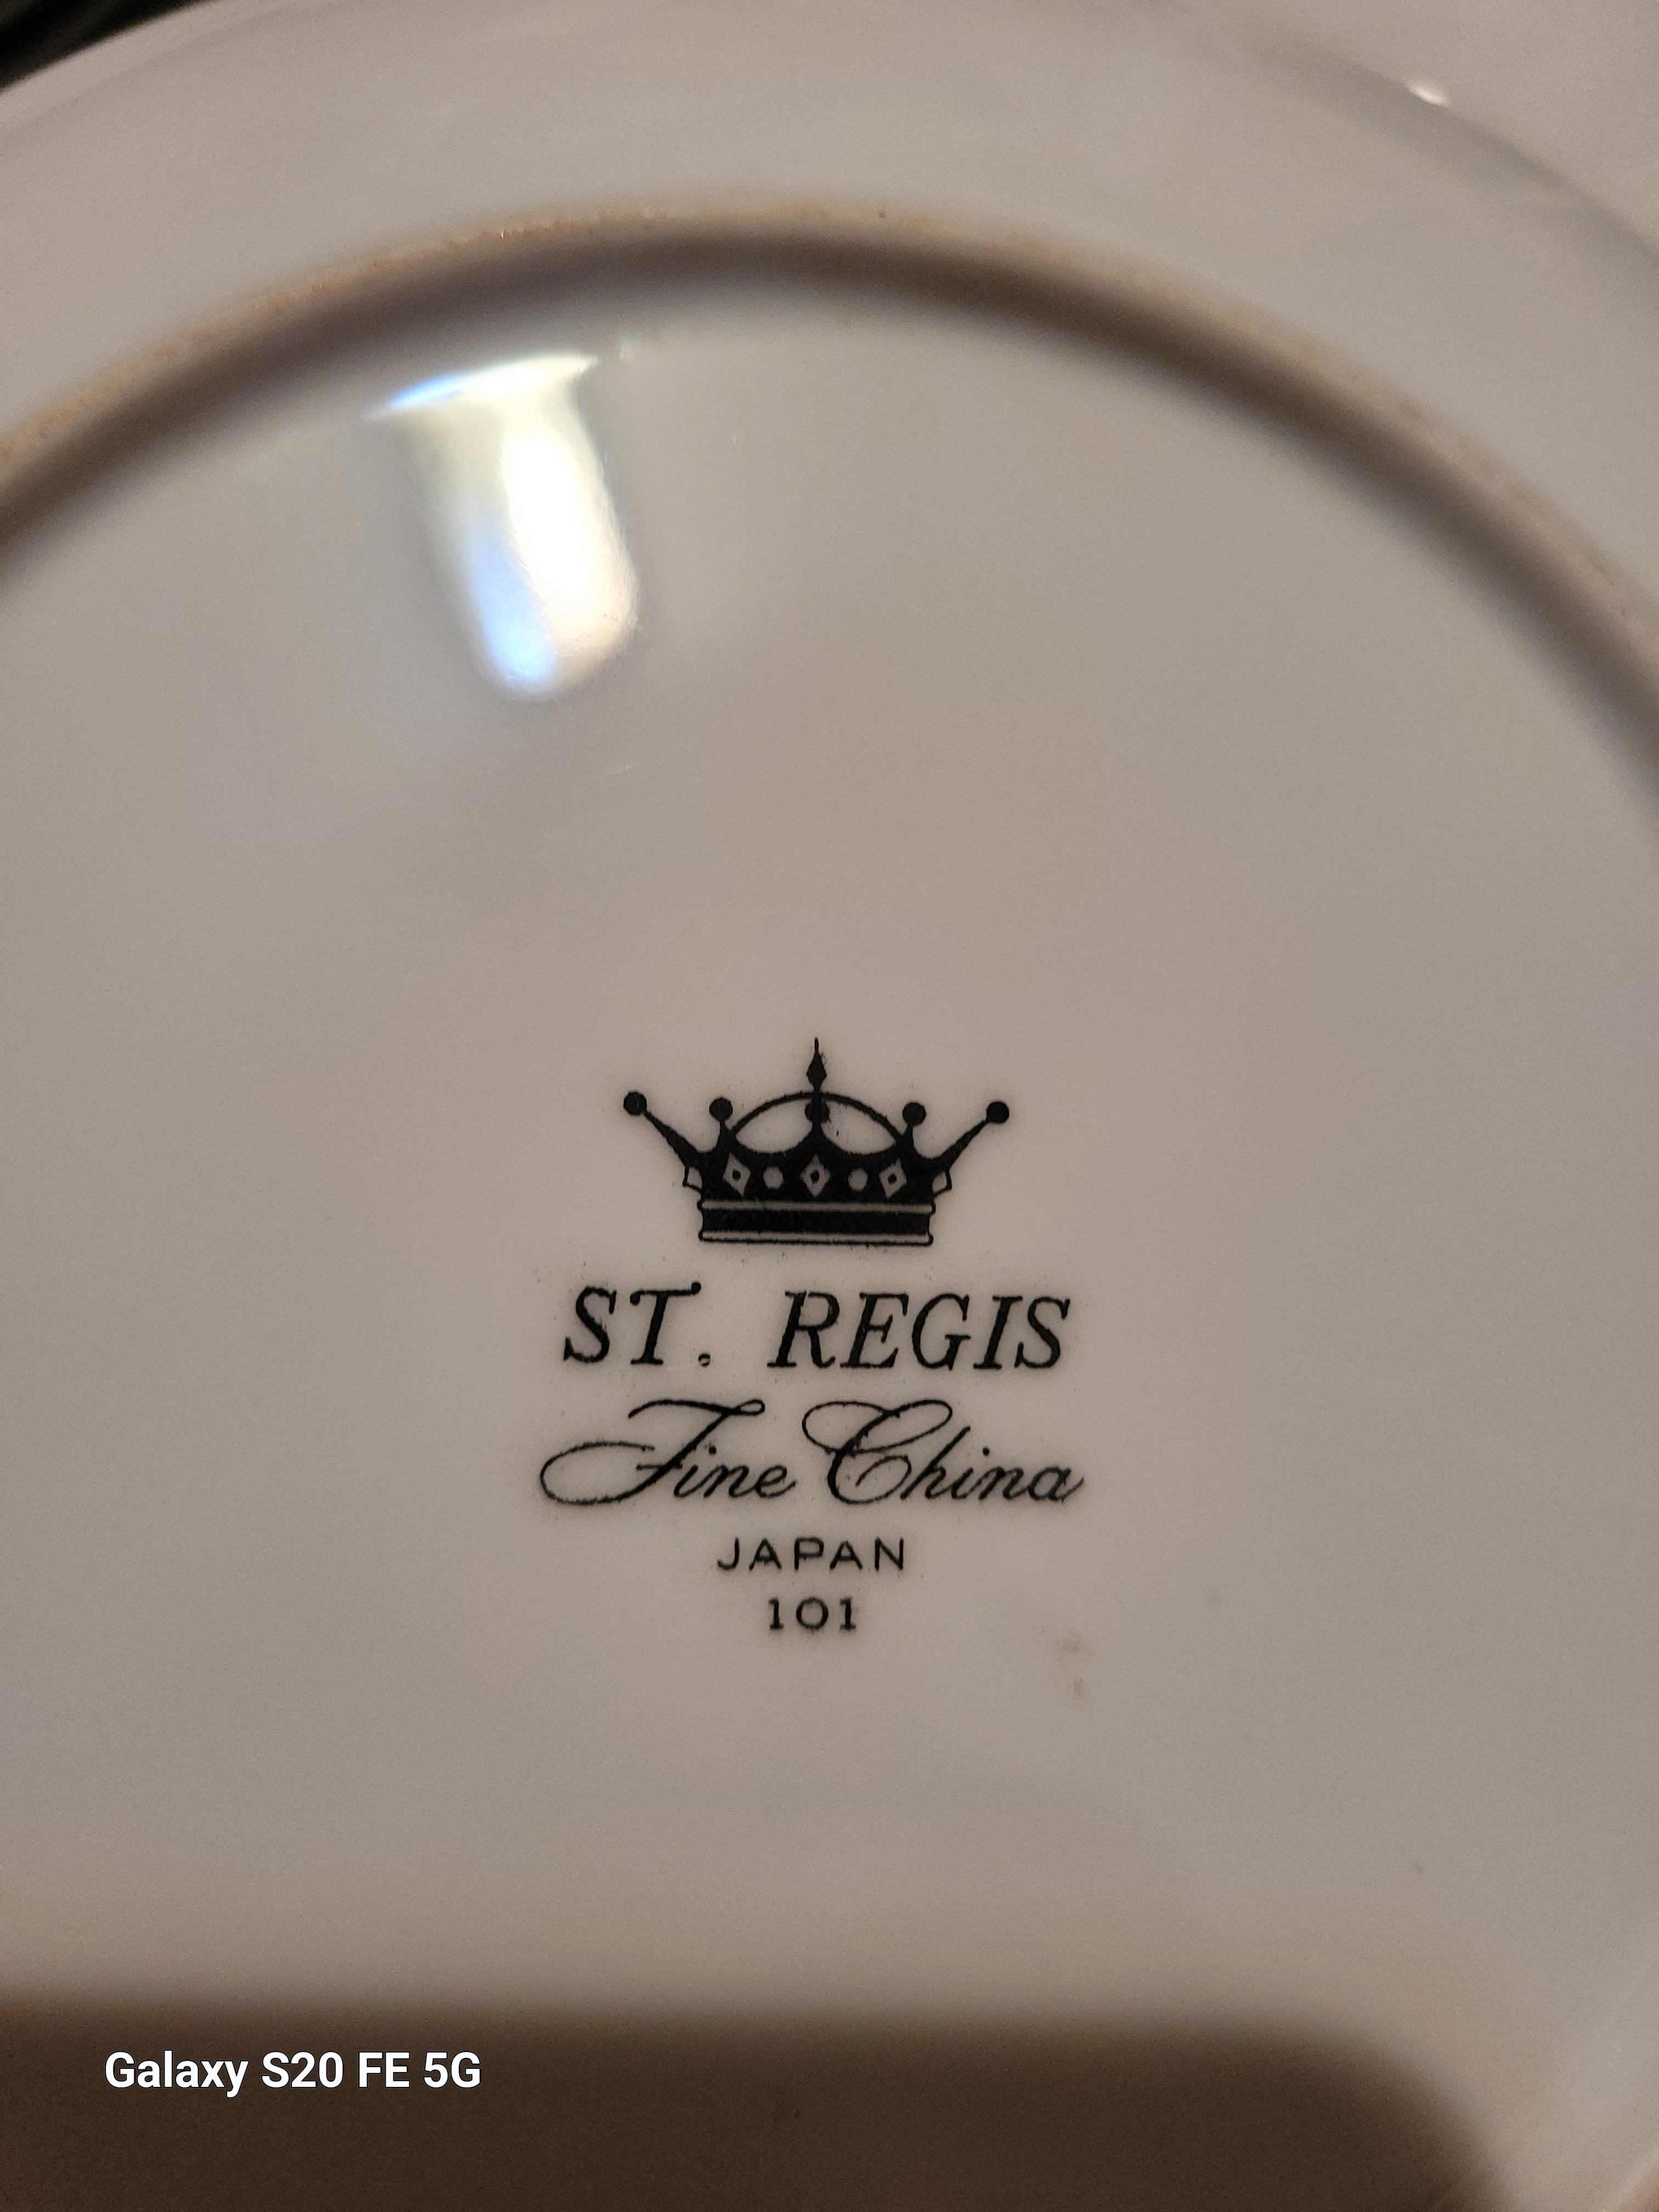 ST. REGIS
Fine China
JAPAN
101
Galaxy S20 FE 5G